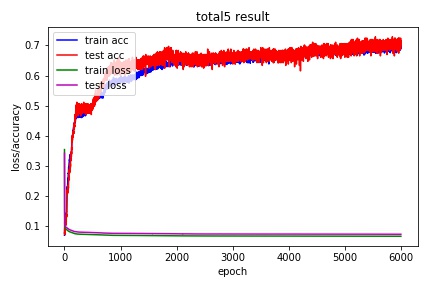 total5 result
train acc
test acc
train loss
test loss
loss/accuracy
0.7
0.6
0.5
0.4
0.3
0.2
0.1
0 1000 2000 3000 4000 5000 6000
epoch